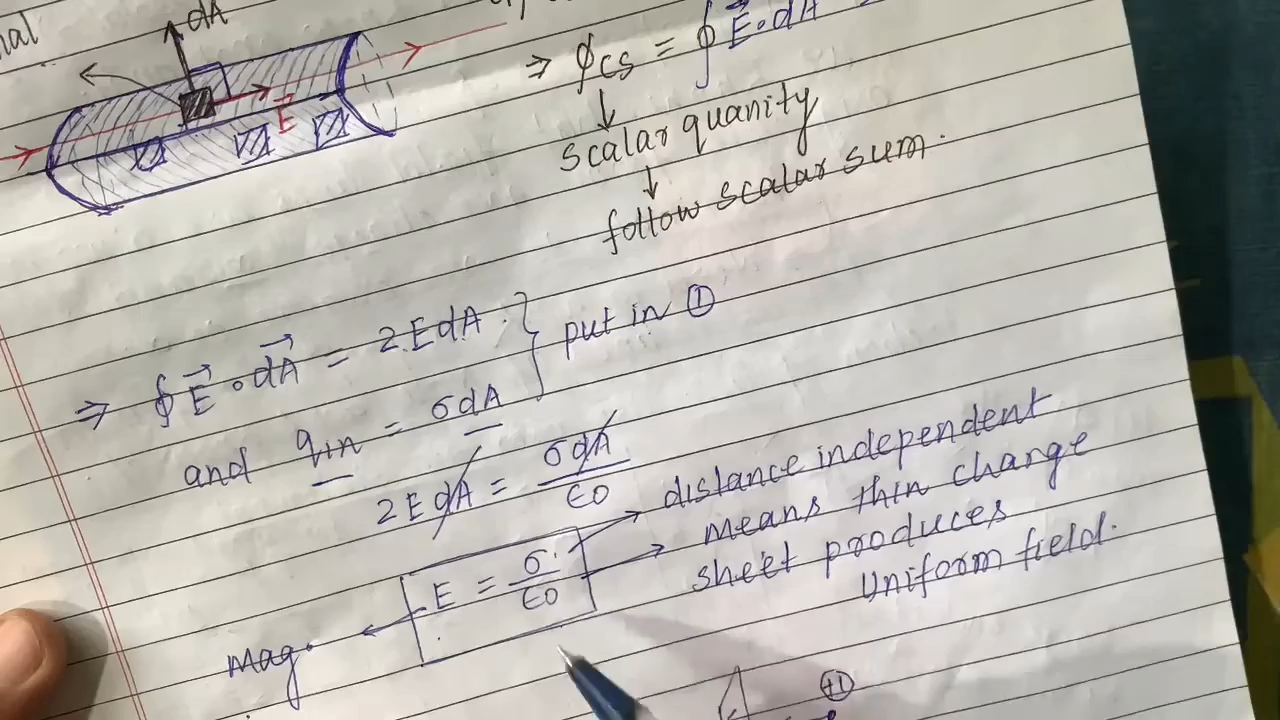 dA
E
⇒ ϕcs = ∮ E⃗ • dA
scalar quanity
follow scalar sum.
⇒ ∮ E⃗ • dA⃗ = 2EdA
and qin = σdA
} put in ①
2EdA = σdA/ϵ0
E = σ/ϵ0
Mag.
distance independent
means thin charge
sheet produces
Uniform field.
+1